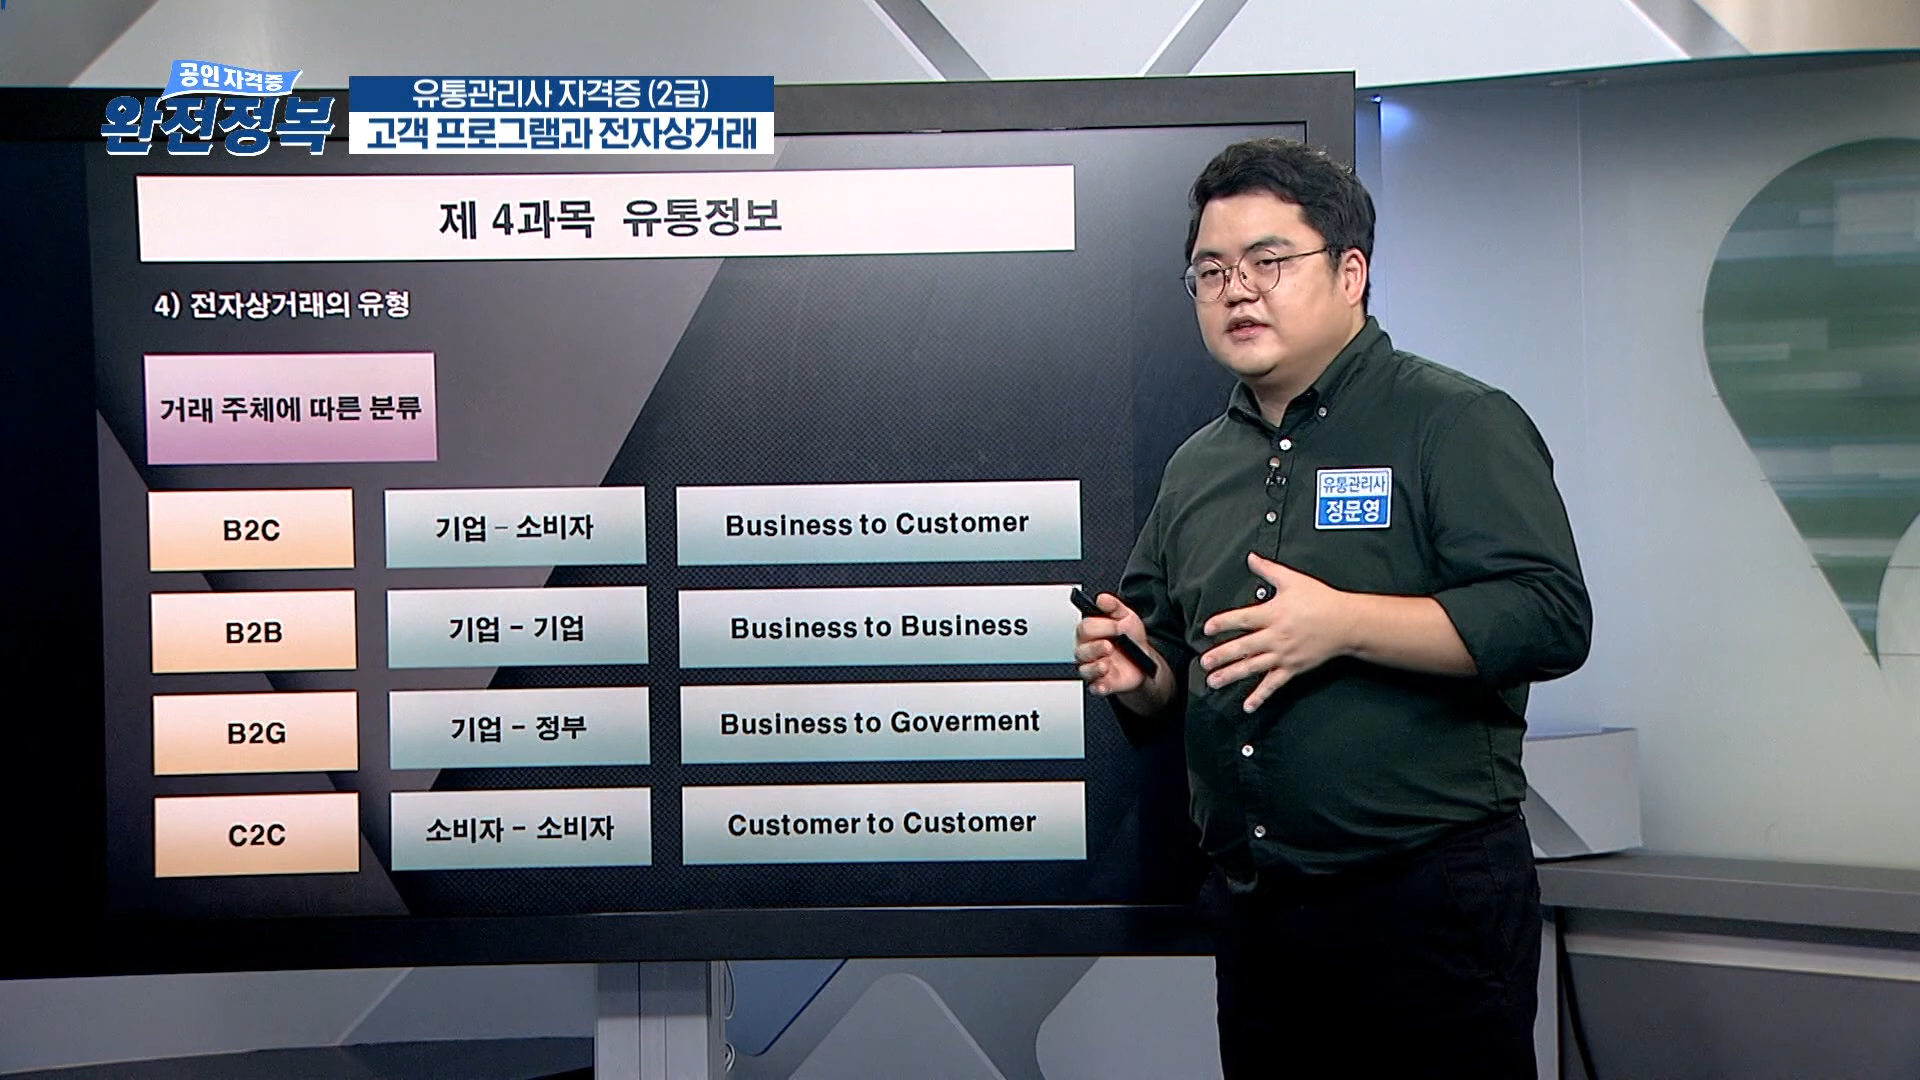 공인 자격증
완전정복
유통관리사 자격증 (2급)
고객 프로그램과 전자상거래
제 4과목 유통정보
4) 전자상거래의 유형
거래 주체에 따른 분류
B2C 기업 - 소비자 Business to Customer
B2B 기업 - 기업 Business to Business
B2G 기업 - 정부 Business to Goverment
C2C 소비자 - 소비자 Customer to Customer
유통관리사
정문영